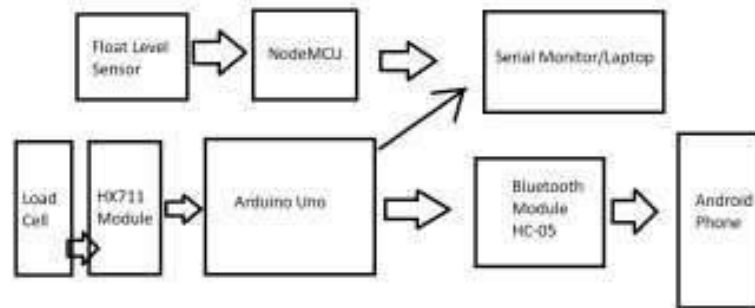 Float Level
Sensor
NodeMCU
Serial Monitor/Laptop
Load
Cell
HX711
Module
Arduino Uno
Bluetooth
Module
HC-05
Android
Phone